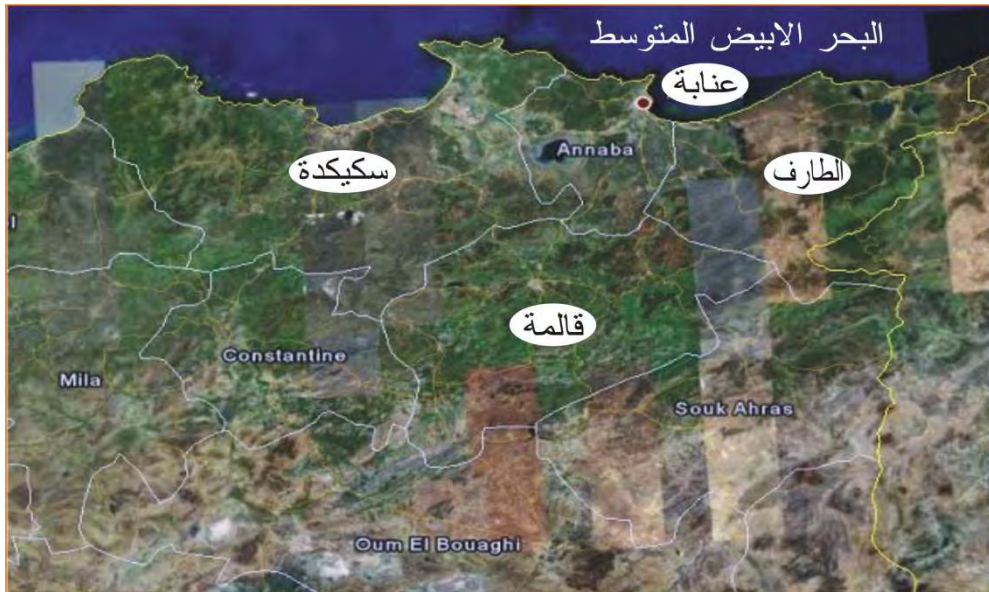 البحر الابيض المتوسط
عنابة
Annaba
سكيكدة
الطارف
قالمة
Constantine
Mila
Souk Ahras
Oum El Bouaghi